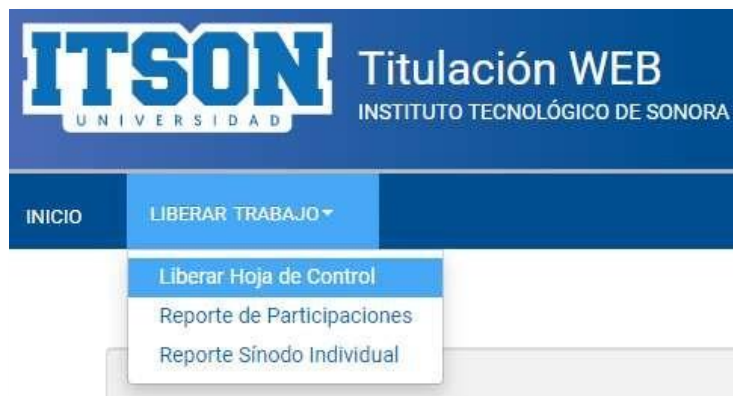 ITSON
UNIVERSIDAD
Titulación WEB
INSTITUTO TECNOLÓGICO DE SONORA
INICIO
LIBERAR TRABAJO
Liberar Hoja de Control
Reporte de Participaciones
Reporte Sínodo Individual